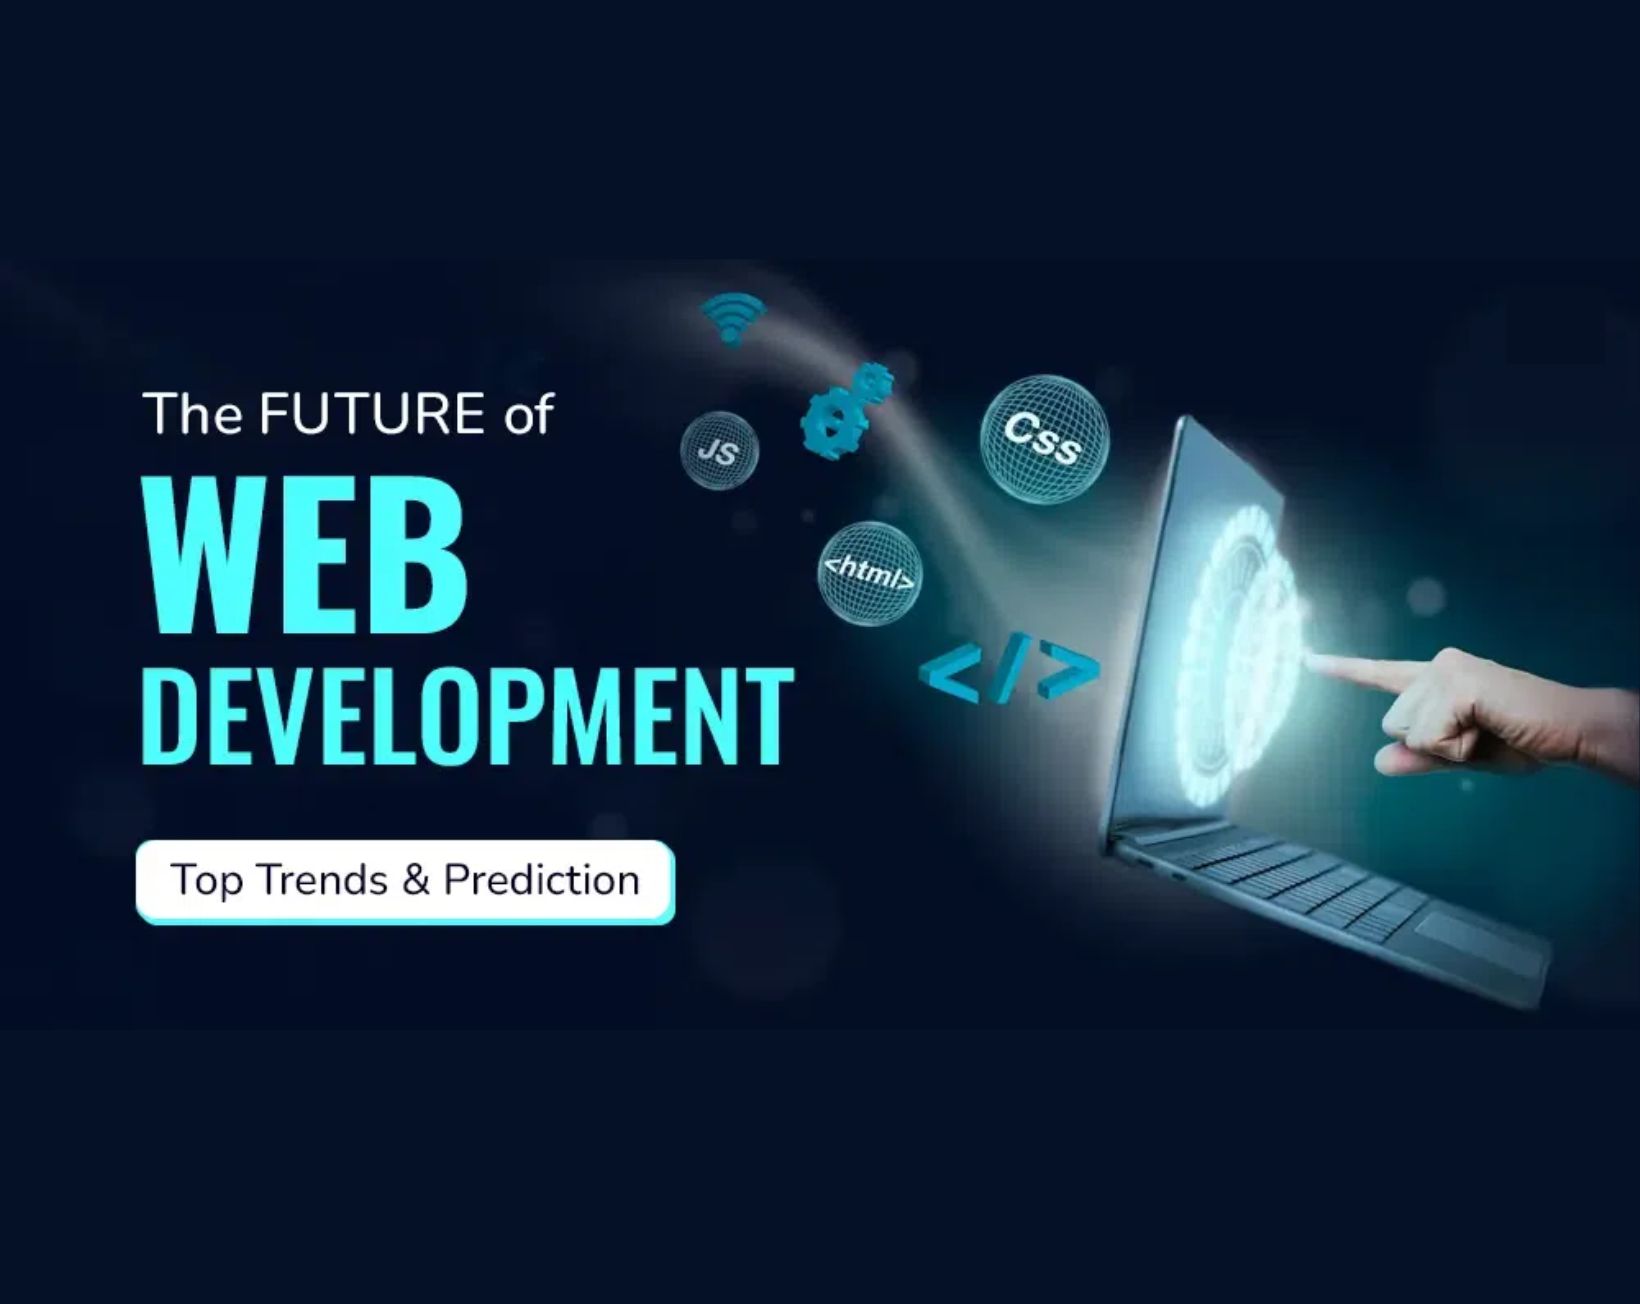 The FUTURE of
WEB
DEVELOPMENT
Top Trends & Prediction
JS
Css
<html>
</>